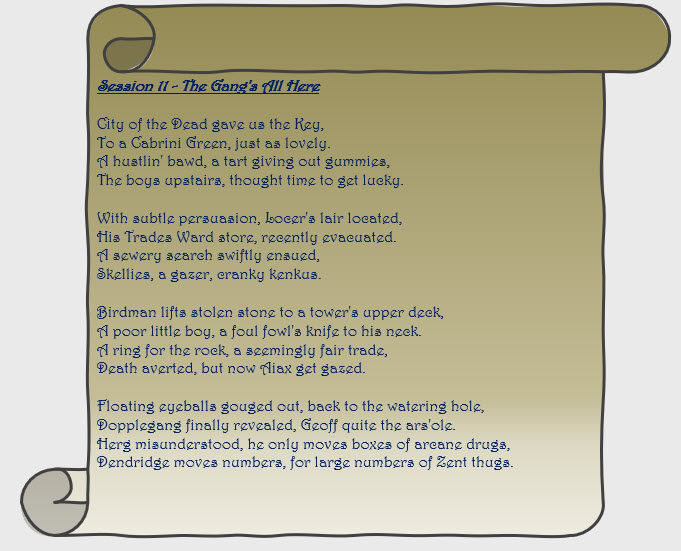 Session 11 - The Gang's All Here
City of the Dead gave us the Key,
To a Cabrini Green, just as lovely.
A hustlin' bawd, a tart giving out gummies,
The boys upstairs, thought time to get lucky.
With subtle persuasion, Locer's lair located,
His Trades Ward store, recently evacuated.
A sewery search swiftly ensued,
Skellies, a gazer, cranky kenkus.
Birdman lifts stolen stone to a tower's upper deck,
A poor little boy, a foul fowl's knife to his neck.
A ring for the rock, a seemingly fair trade,
Death averted, but now Aiax get gazed.
Floating eyeballs gouged out, back to the watering hole,
Dopplegang finally revealed, Geoff quite the ars'ole.
Herg misunderstood, he only moves boxes of arcane drugs,
Dendridge moves numbers, for large numbers of Zent thugs.